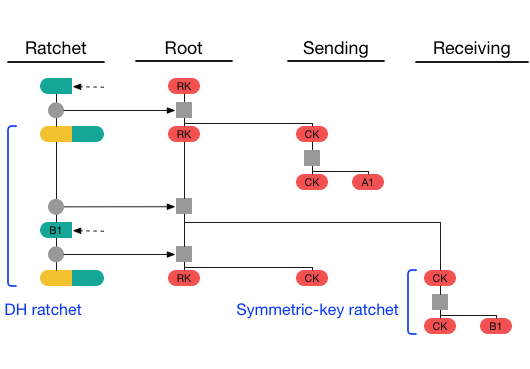 Ratchet Root Sending Receiving
RK
RK CK
CK A1
B1
RK CK CK
DH ratchet Symmetric-key ratchet
CK B1